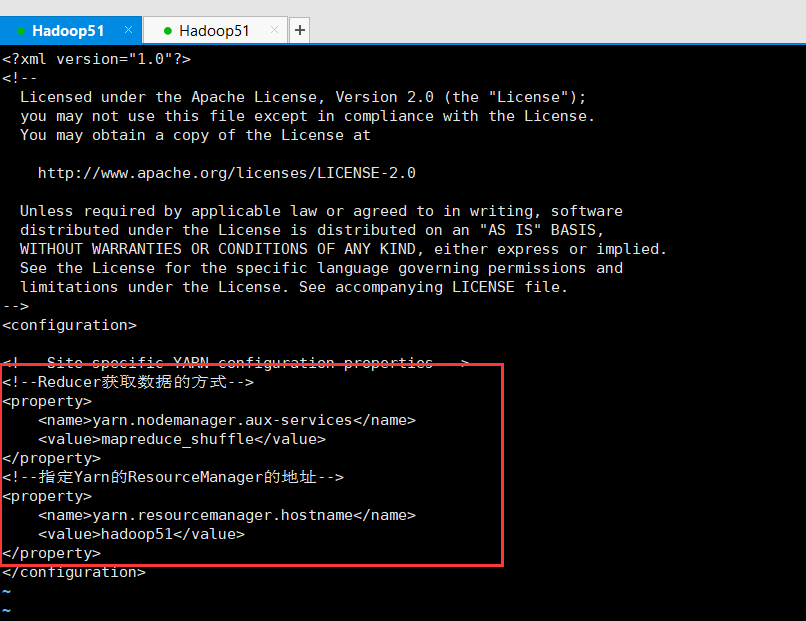 Hadoop51 × Hadoop51 × +
<?xml version="1.0"?>
<!--
Licensed under the Apache License, Version 2.0 (the "License");
you may not use this file except in compliance with the License.
You may obtain a copy of the License at
http://www.apache.org/licenses/LICENSE-2.0
Unless required by applicable law or agreed to in writing, software
distributed under the License is distributed on an "AS IS" BASIS,
WITHOUT WARRANTIES OR CONDITIONS OF ANY KIND, either express or implied.
See the License for the specific language governing permissions and
limitations under the License. See accompanying LICENSE file.
-->
<configuration>
<!-- Site specific YARN configuration properties -->
<!--Reducer获取数据的方式-->
<property>
<name>yarn.nodemanager.aux-services</name>
<value>mapreduce_shuffle</value>
</property>
<!--指定Yarn的ResourceManager的地址-->
<property>
<name>yarn.resourcemanager.hostname</name>
<value>hadoop51</value>
</property>
</configuration>
~
~